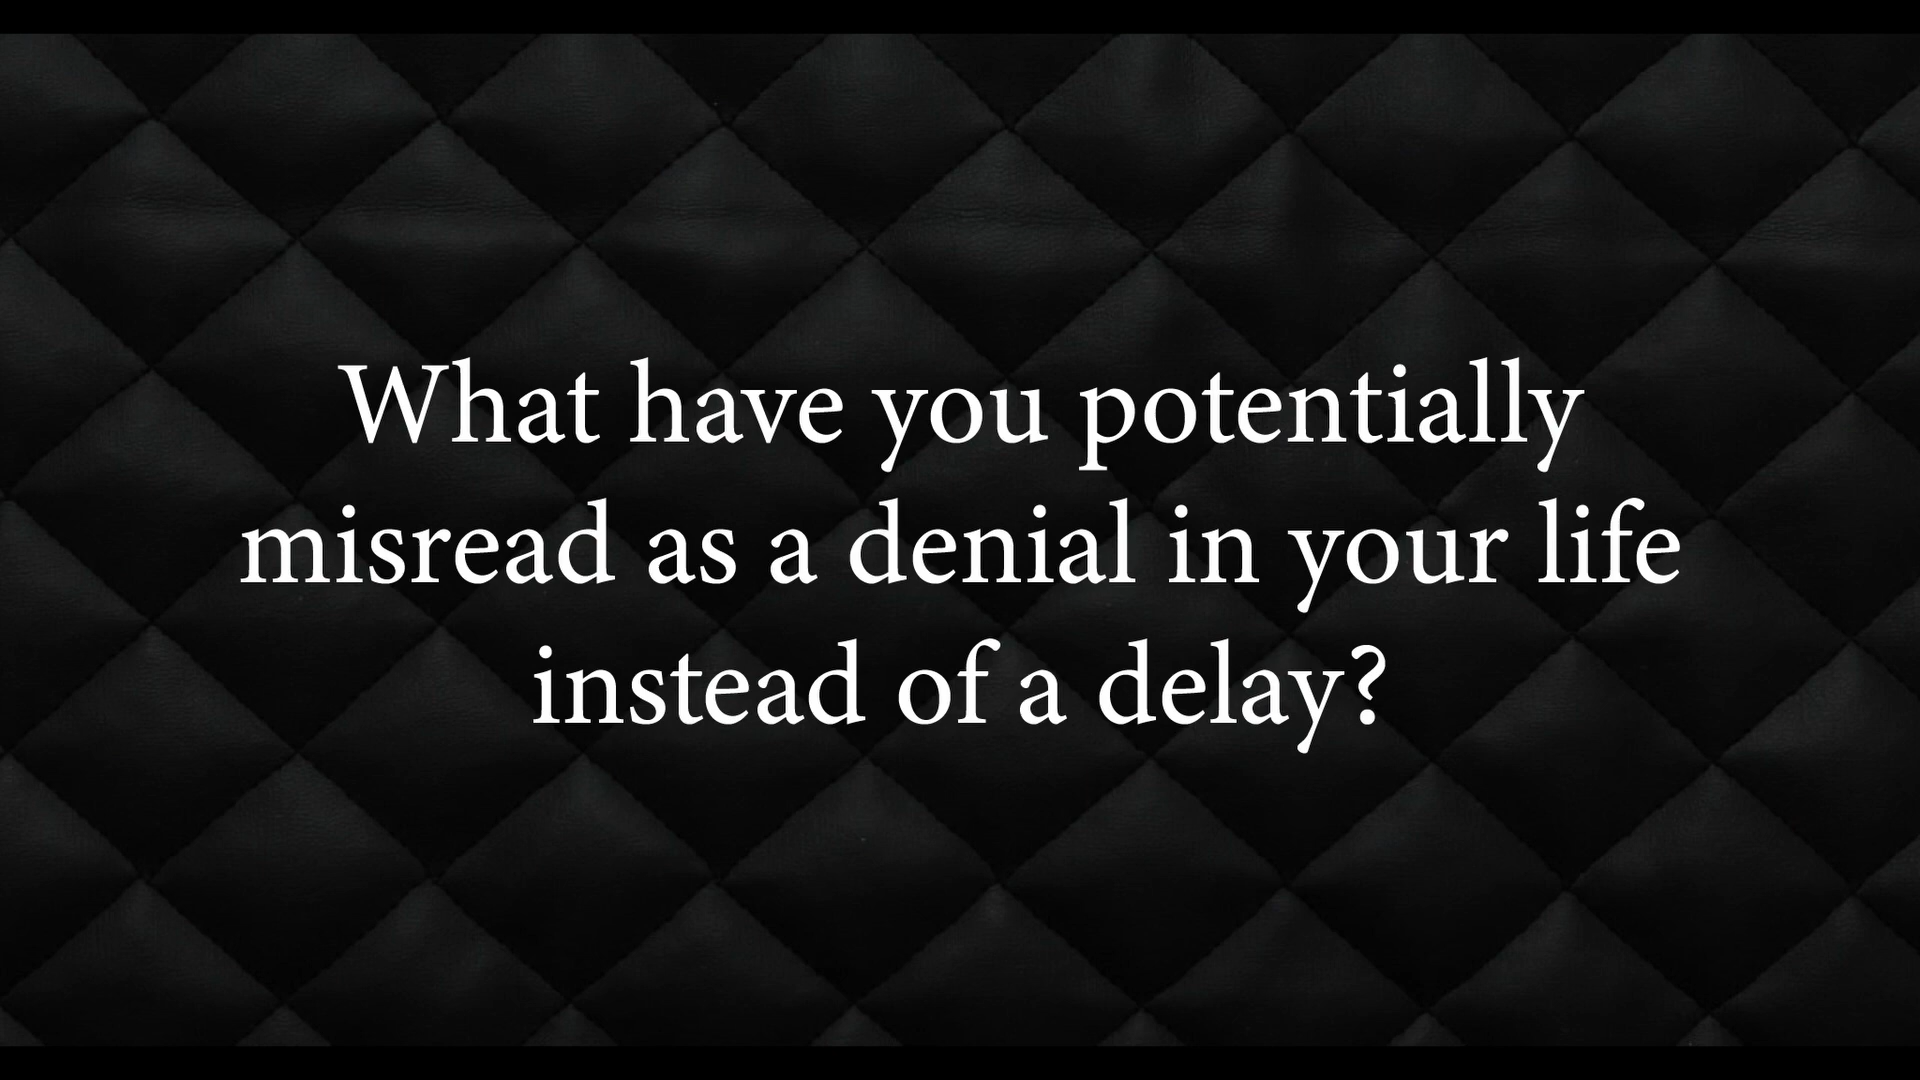 What have you potentially
misread as a denial in your life
instead of a delay?